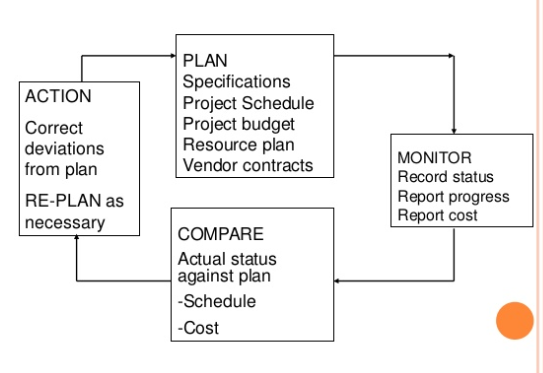 PLAN
Specifications
Project Schedule
Project budget
Resource plan
Vendor contracts
MONITOR
Record status
Report progress
Report cost
COMPARE
Actual status
against plan
-Schedule
-Cost
ACTION
Correct
deviations
from plan
RE-PLAN as
necessary